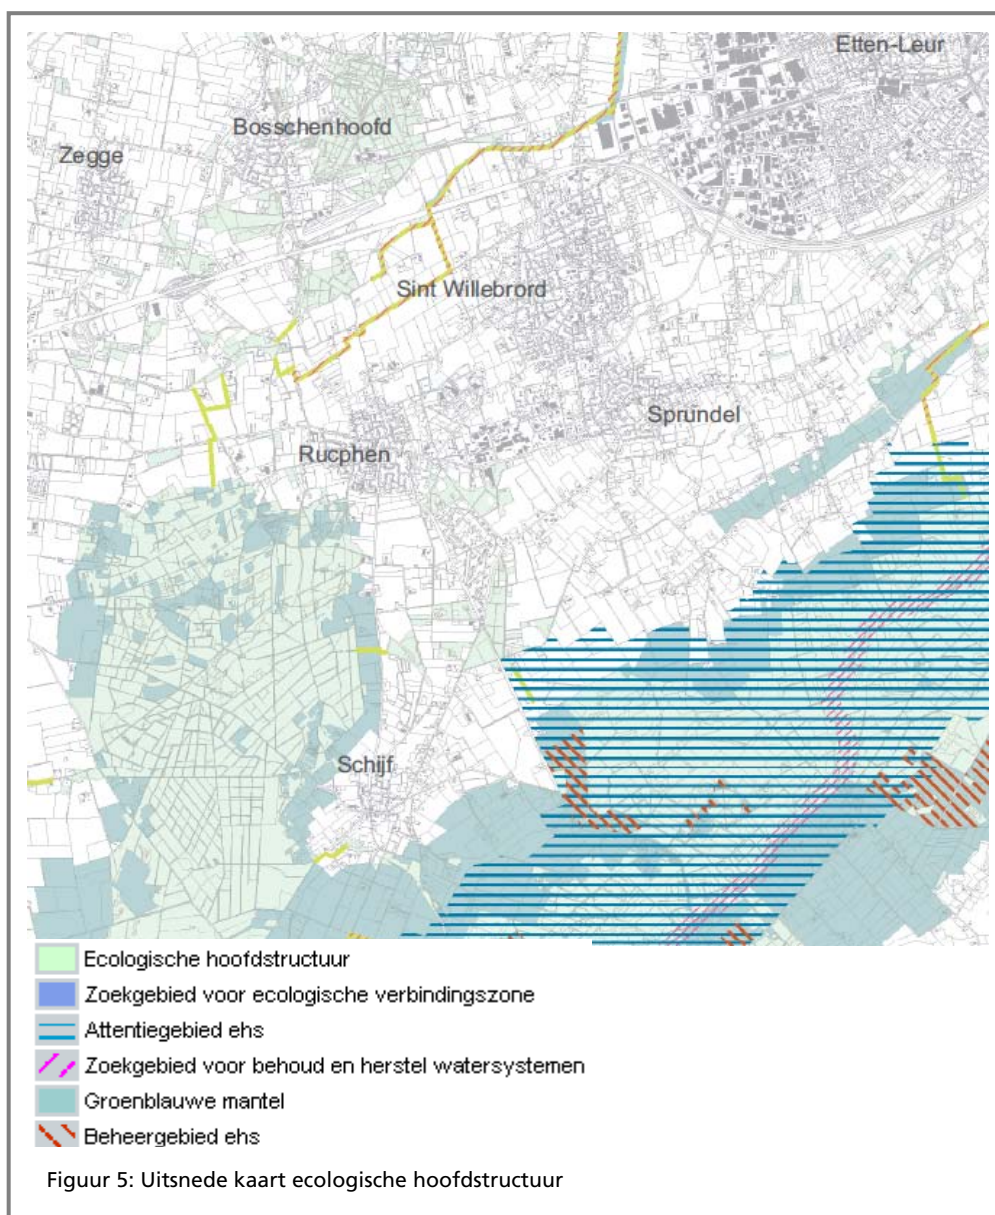 Etten-Leur
Bosschenhoofd
Zegge
Sint Willebrord
Sprundel
Rucphen
Schijf
Ecologische hoofdstructuur
Zoekgebied voor ecologische verbindingszone
Attentiegebied ehs
Zoekgebied voor behoud en herstel watersystemen
Groenblauwe mantel
Beheergebied ehs
Figuur 5: Uitsnede kaart ecologische hoofdstructuur